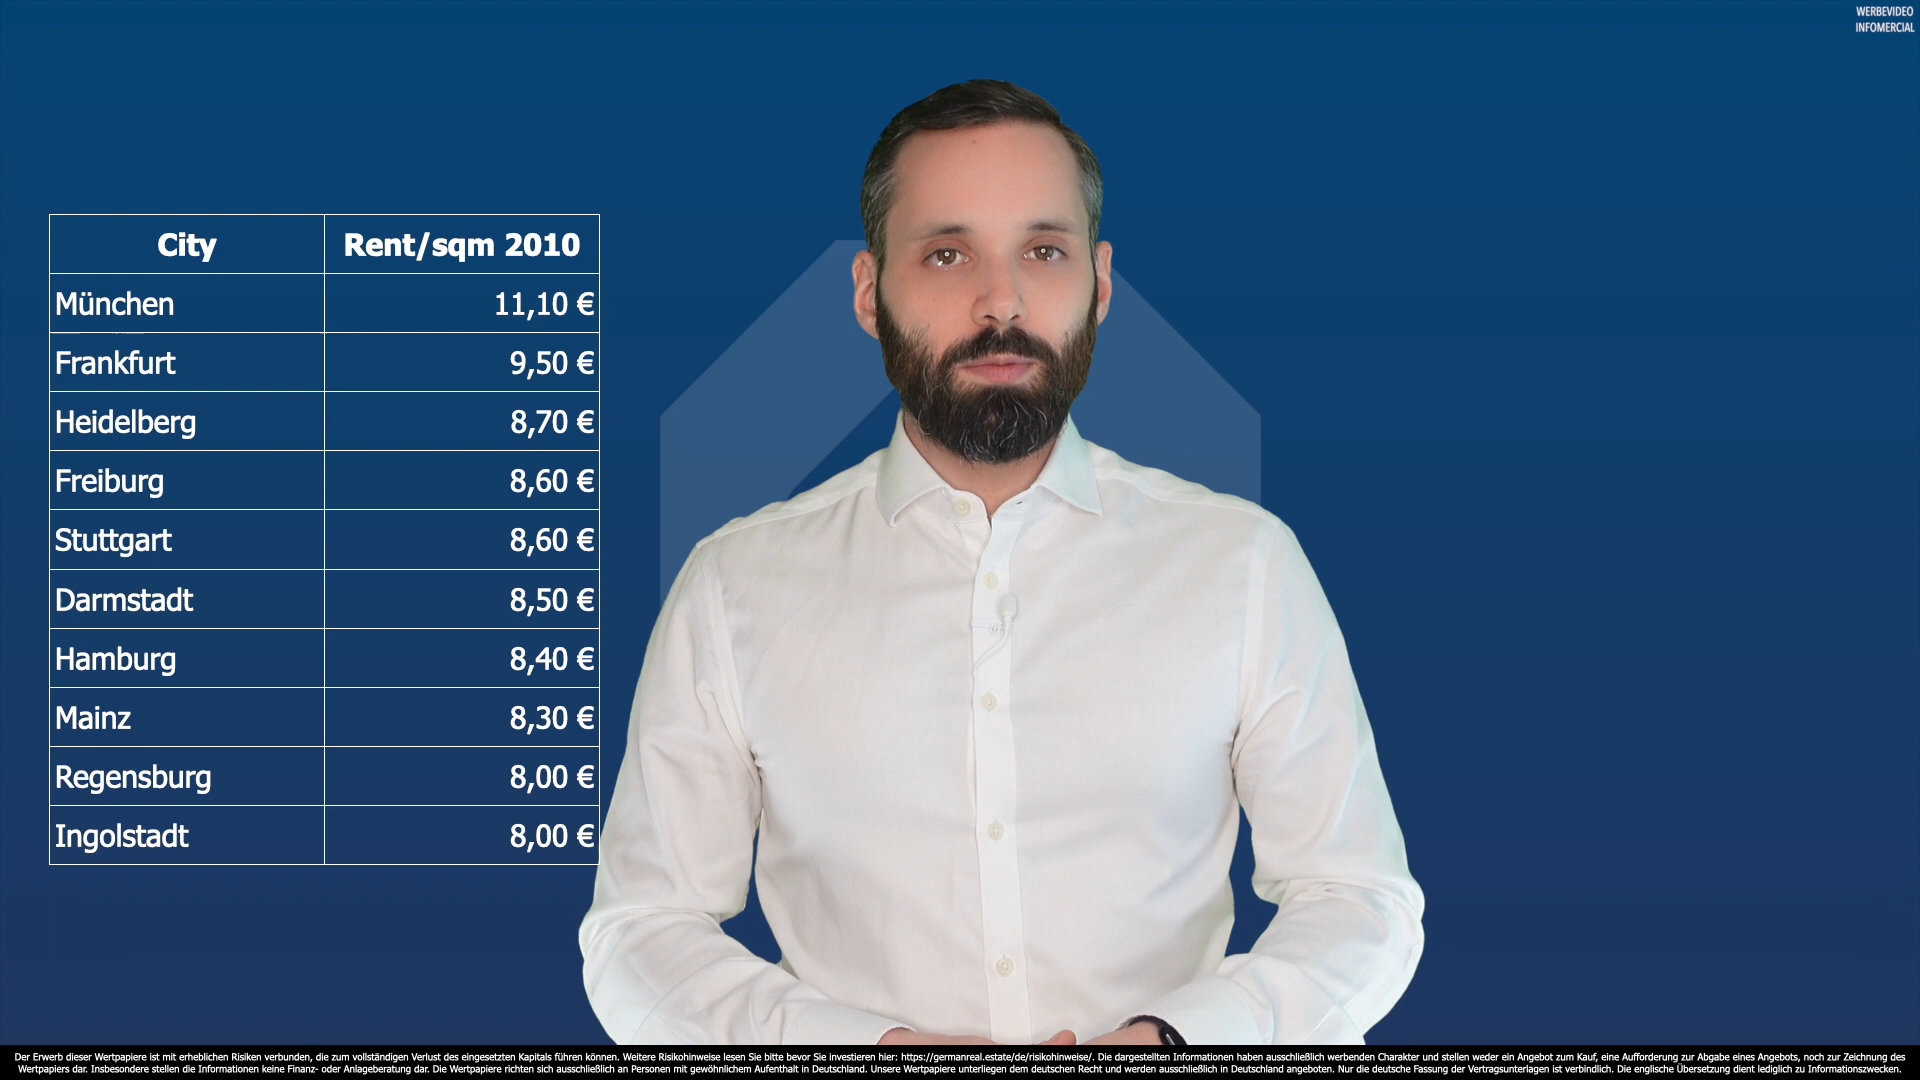 WERBEVIDEO
INFOMERCIAL
City Rent/sqm 2010
München 11,10 €
Frankfurt 9,50 €
Heidelberg 8,70 €
Freiburg 8,60 €
Stuttgart 8,60 €
Darmstadt 8,50 €
Hamburg 8,40 €
Mainz 8,30 €
Regensburg 8,00 €
Ingolstadt 8,00 €
Der Erwerb dieser Wertpapiere ist mit erheblichen Risiken verbunden, die zum vollständigen Verlust des eingesetzten Kapitals führen können. Weitere Risikohinweise lesen Sie bitte bevor Sie investieren hier: https://germanreal.estate/de/risikohinweise/. Die dargestellten Informationen haben ausschließlich werbenden Charakter und stellen weder ein Angebot zum Kauf, eine Aufforderung zur Abgabe eines Angebots, noch zur Zeichnung des
Wertpapiers dar. Insbesondere stellen die Informationen keine Finanz- oder Anlageberatung dar. Die Wertpapiere richten sich ausschließlich an Personen mit gewöhnlichem Aufenthalt in Deutschland. Unsere Wertpapiere unterliegen dem deutschen Recht und werden ausschließlich in Deutschland angeboten. Nur die deutsche Fassung der Vertragsunterlagen ist verbindlich. Die englische Übersetzung dient lediglich zu Informationszwecken.